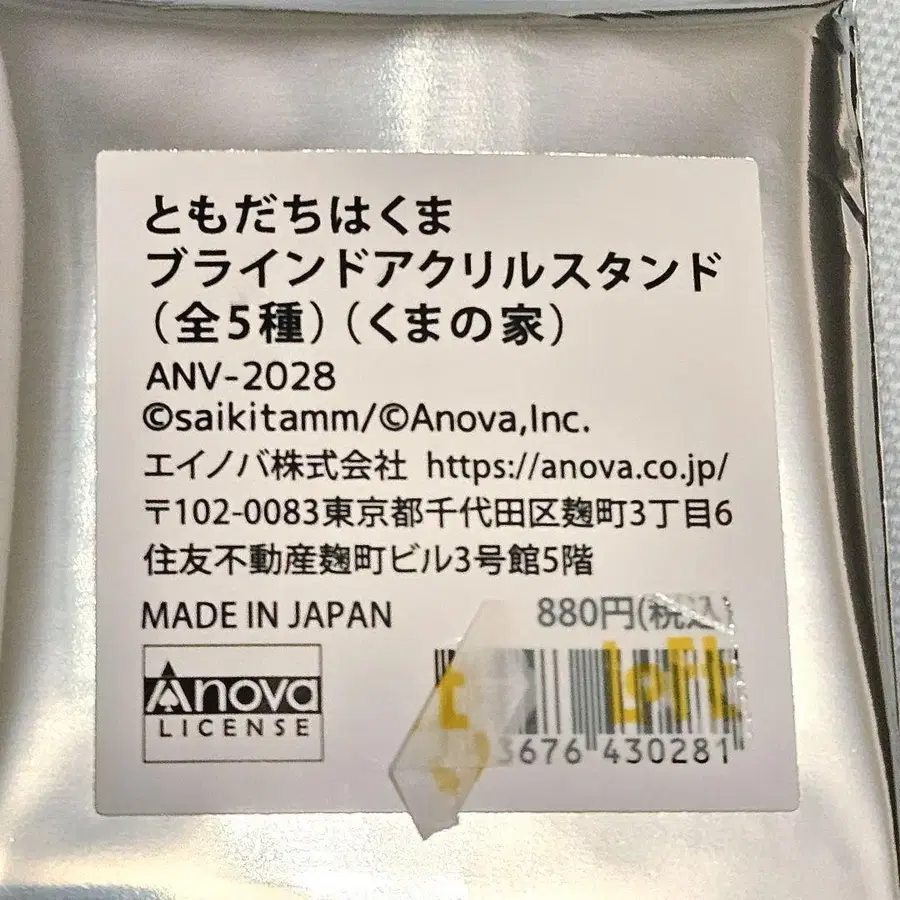 ともだちはくま
ブラインドアクリルスタンド
(全5種)(くまの家)
ANV-2028
©saikitamm/©Anova,Inc.
エイノバ株式会社 https://anova.co.jp/
〒102-0083東京都千代田区麹町3丁目6
住友不動産麹町ビル3号館5階
MADE IN JAPAN
880円(税込)
Anova
LICENSE
LOFT
3676 430281